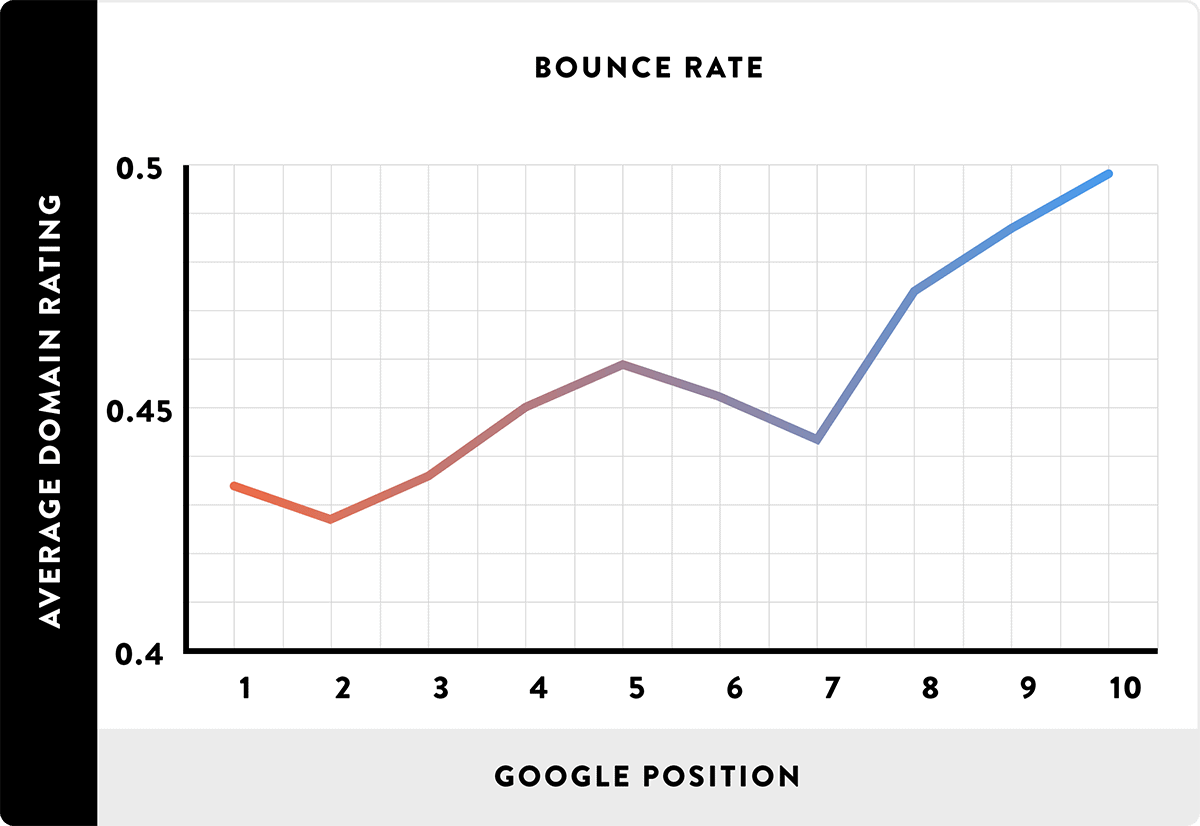 BOUNCE RATE
AVERAGE DOMAIN RATING
0.5
0.45
0.4
1 2 3 4 5 6 7 8 9 10
GOOGLE POSITION